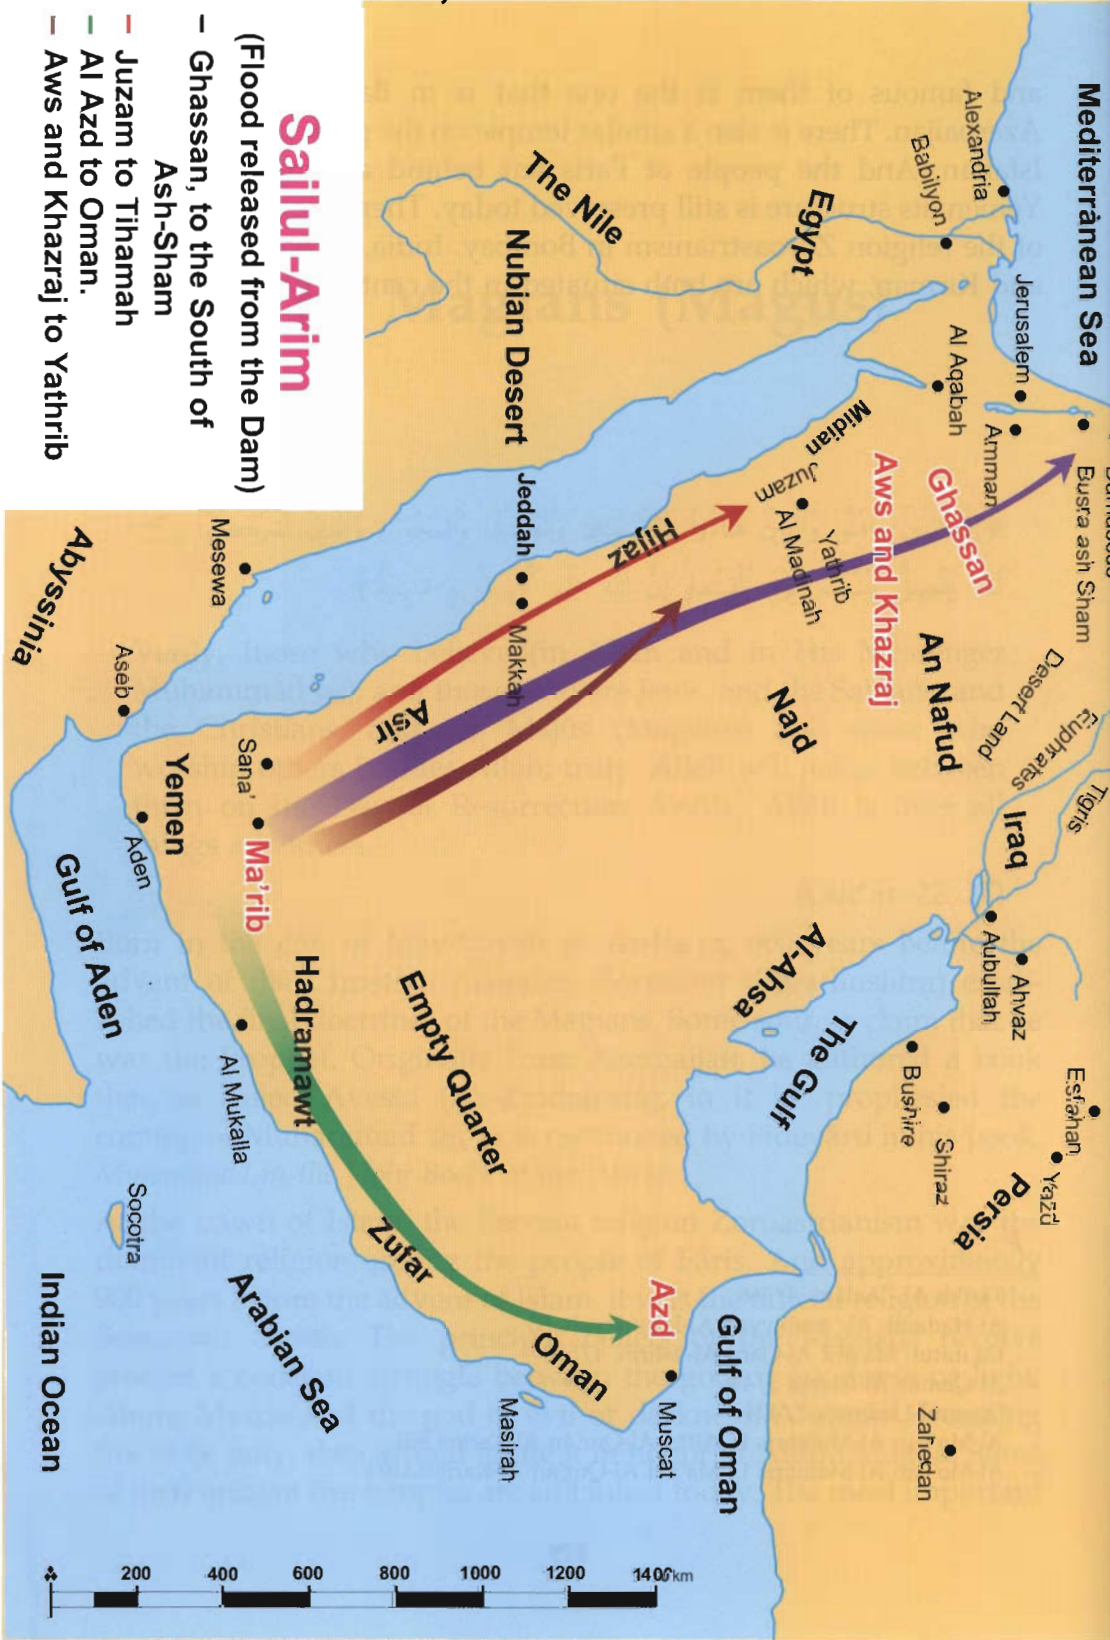 Sailul-Arim
(Flood released from the Dam)
– Ghassan, to the South of
Ash-Sham
– Juzam to Tihamah
– Al Azd to Oman.
– Aws and Khazraj to Yathrib
Mediterranean Sea
Alexandria
Babilyon
Jerusalem
Al Aqabah
Amman
Busra ash Sham
Egypt
The Nile
Nubian Desert
Midian
Juzam
Ghassan
Aws and Khazraj
Yathrib
Al Madinah
Hijaz
Jeddah
Makkah
An Nafud
Desert Land
Euphrates
Tigris
Iraq
Najd
Aubullah
Ahvaz
Esfahan
Yazd
Persia
Bushire
Shiraz
Zahedan
Al-Ahsa
The Gulf
Gulf of Oman
Muscat
Azd
Oman
Masirah
Zufar
Empty Quarter
Hadramawt
Al Mukalla
Socotra
Arabian Sea
Indian Ocean
Asir
Sana'
Ma'rib
Yemen
Aden
Gulf of Aden
Mesewa
Aseb
Abyssinia
200
400
600
800
1000
1200
km